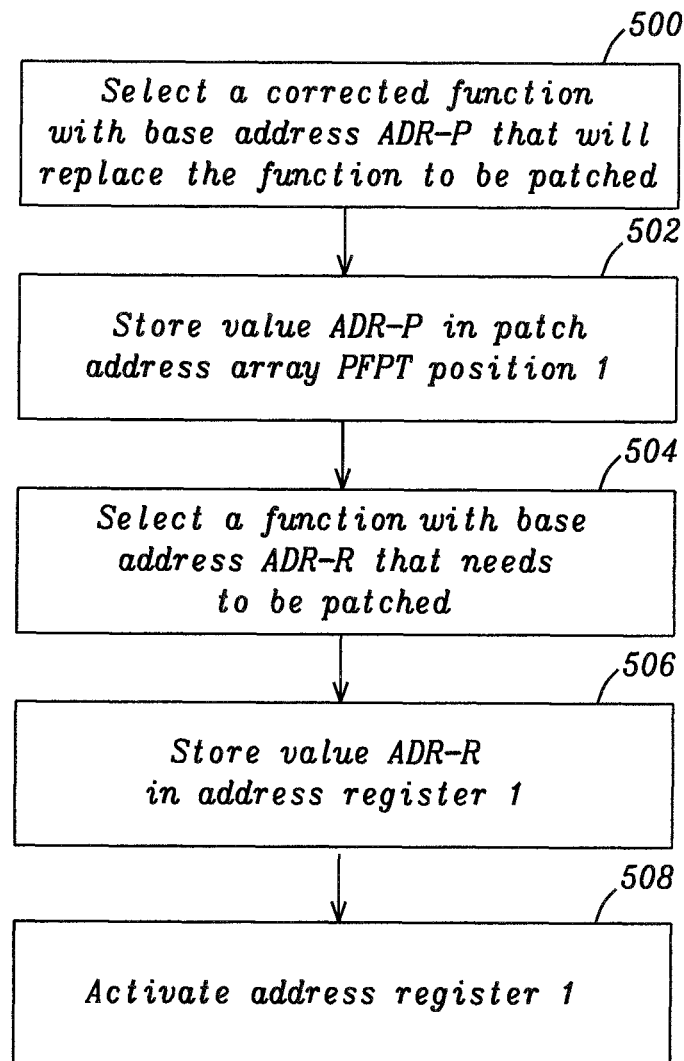 500
Select a corrected function
with base address ADR-P that will
replace the function to be patched
502
Store value ADR-P in patch
address array PFPT position 1
504
Select a function with base
address ADR-R that needs
to be patched
506
Store value ADR-R
in address register 1
508
Activate address register 1